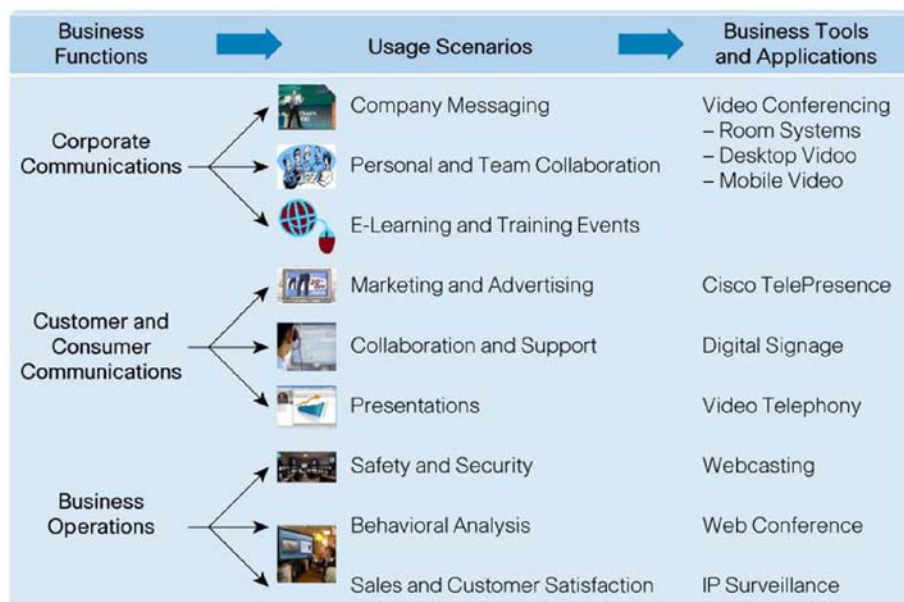 Business
Functions
Usage Scenarios
Business Tools
and Applications
Corporate
Communications
Company Messaging
Personal and Team Collaboration
E-Learning and Training Events
Video Conferencing
– Room Systems
– Desktop Vidoo
– Mobile Video
Customer and
Consumer
Communications
Marketing and Advertising
Collaboration and Support
Presentations
Cisco TelePresence
Digital Signage
Video Telephony
Business
Operations
Safety and Security
Behavioral Analysis
Sales and Customer Satisfaction
Webcasting
Web Conference
IP Surveillance